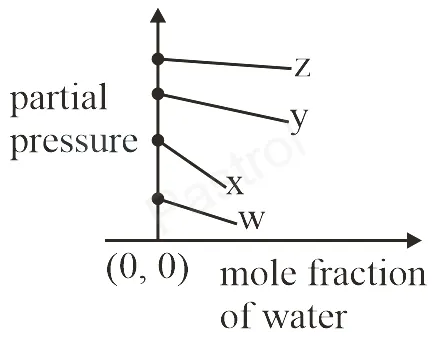 z
partial
y
pressure
x
w
(0, 0)
mole fraction
of water